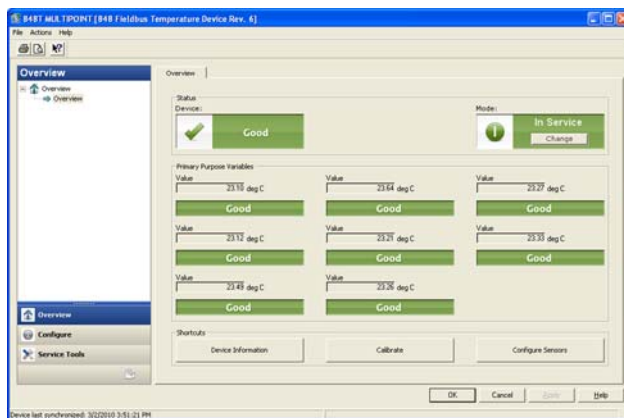 848T MULTIPOINT [848 Fieldbus Temperature Device Rev. 6]
File Actions Help
Overview
Overview
Overview
Overview
Configure
Service Tools
Overview
Status
Device:
Good
Mode:
In Service
Change
Primary Purpose Variables
Value Value Value
23.10 deg C 23.64 deg C 23.27 deg C
Good Good Good
Value Value Value
23.12 deg C 23.21 deg C 23.33 deg C
Good Good Good
Value Value
23.49 deg C 23.26 deg C
Good Good
Shortcuts
Device Information Calibrate Configure Sensors
OK Cancel Apply Help
Device last synchronized: 3/2/2010 3:51:21 PM